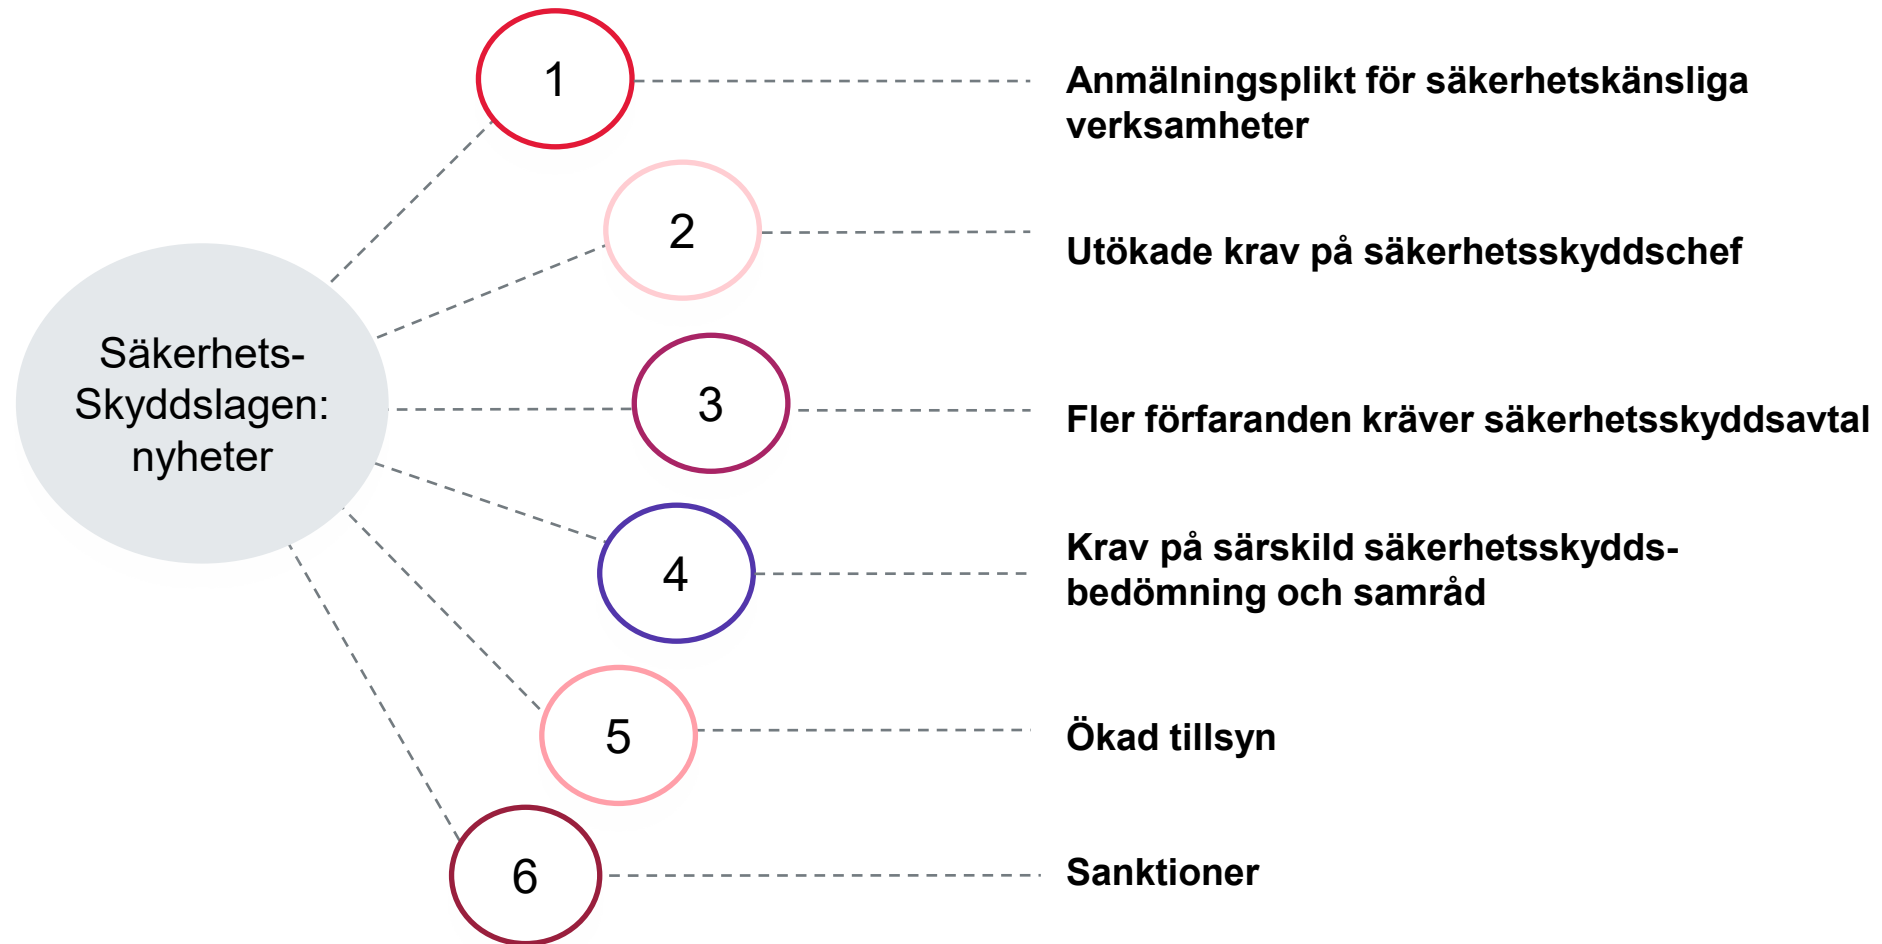 Säkerhets-
Skyddslagen:
nyheter
1
Anmälningsplikt för säkerhetskänsliga
verksamheter
2
Utökade krav på säkerhetsskyddschef
3
Fler förfaranden kräver säkerhetsskyddsavtal
4
Krav på särskild säkerhetsskydds-
bedömning och samråd
5
Ökad tillsyn
6
Sanktioner